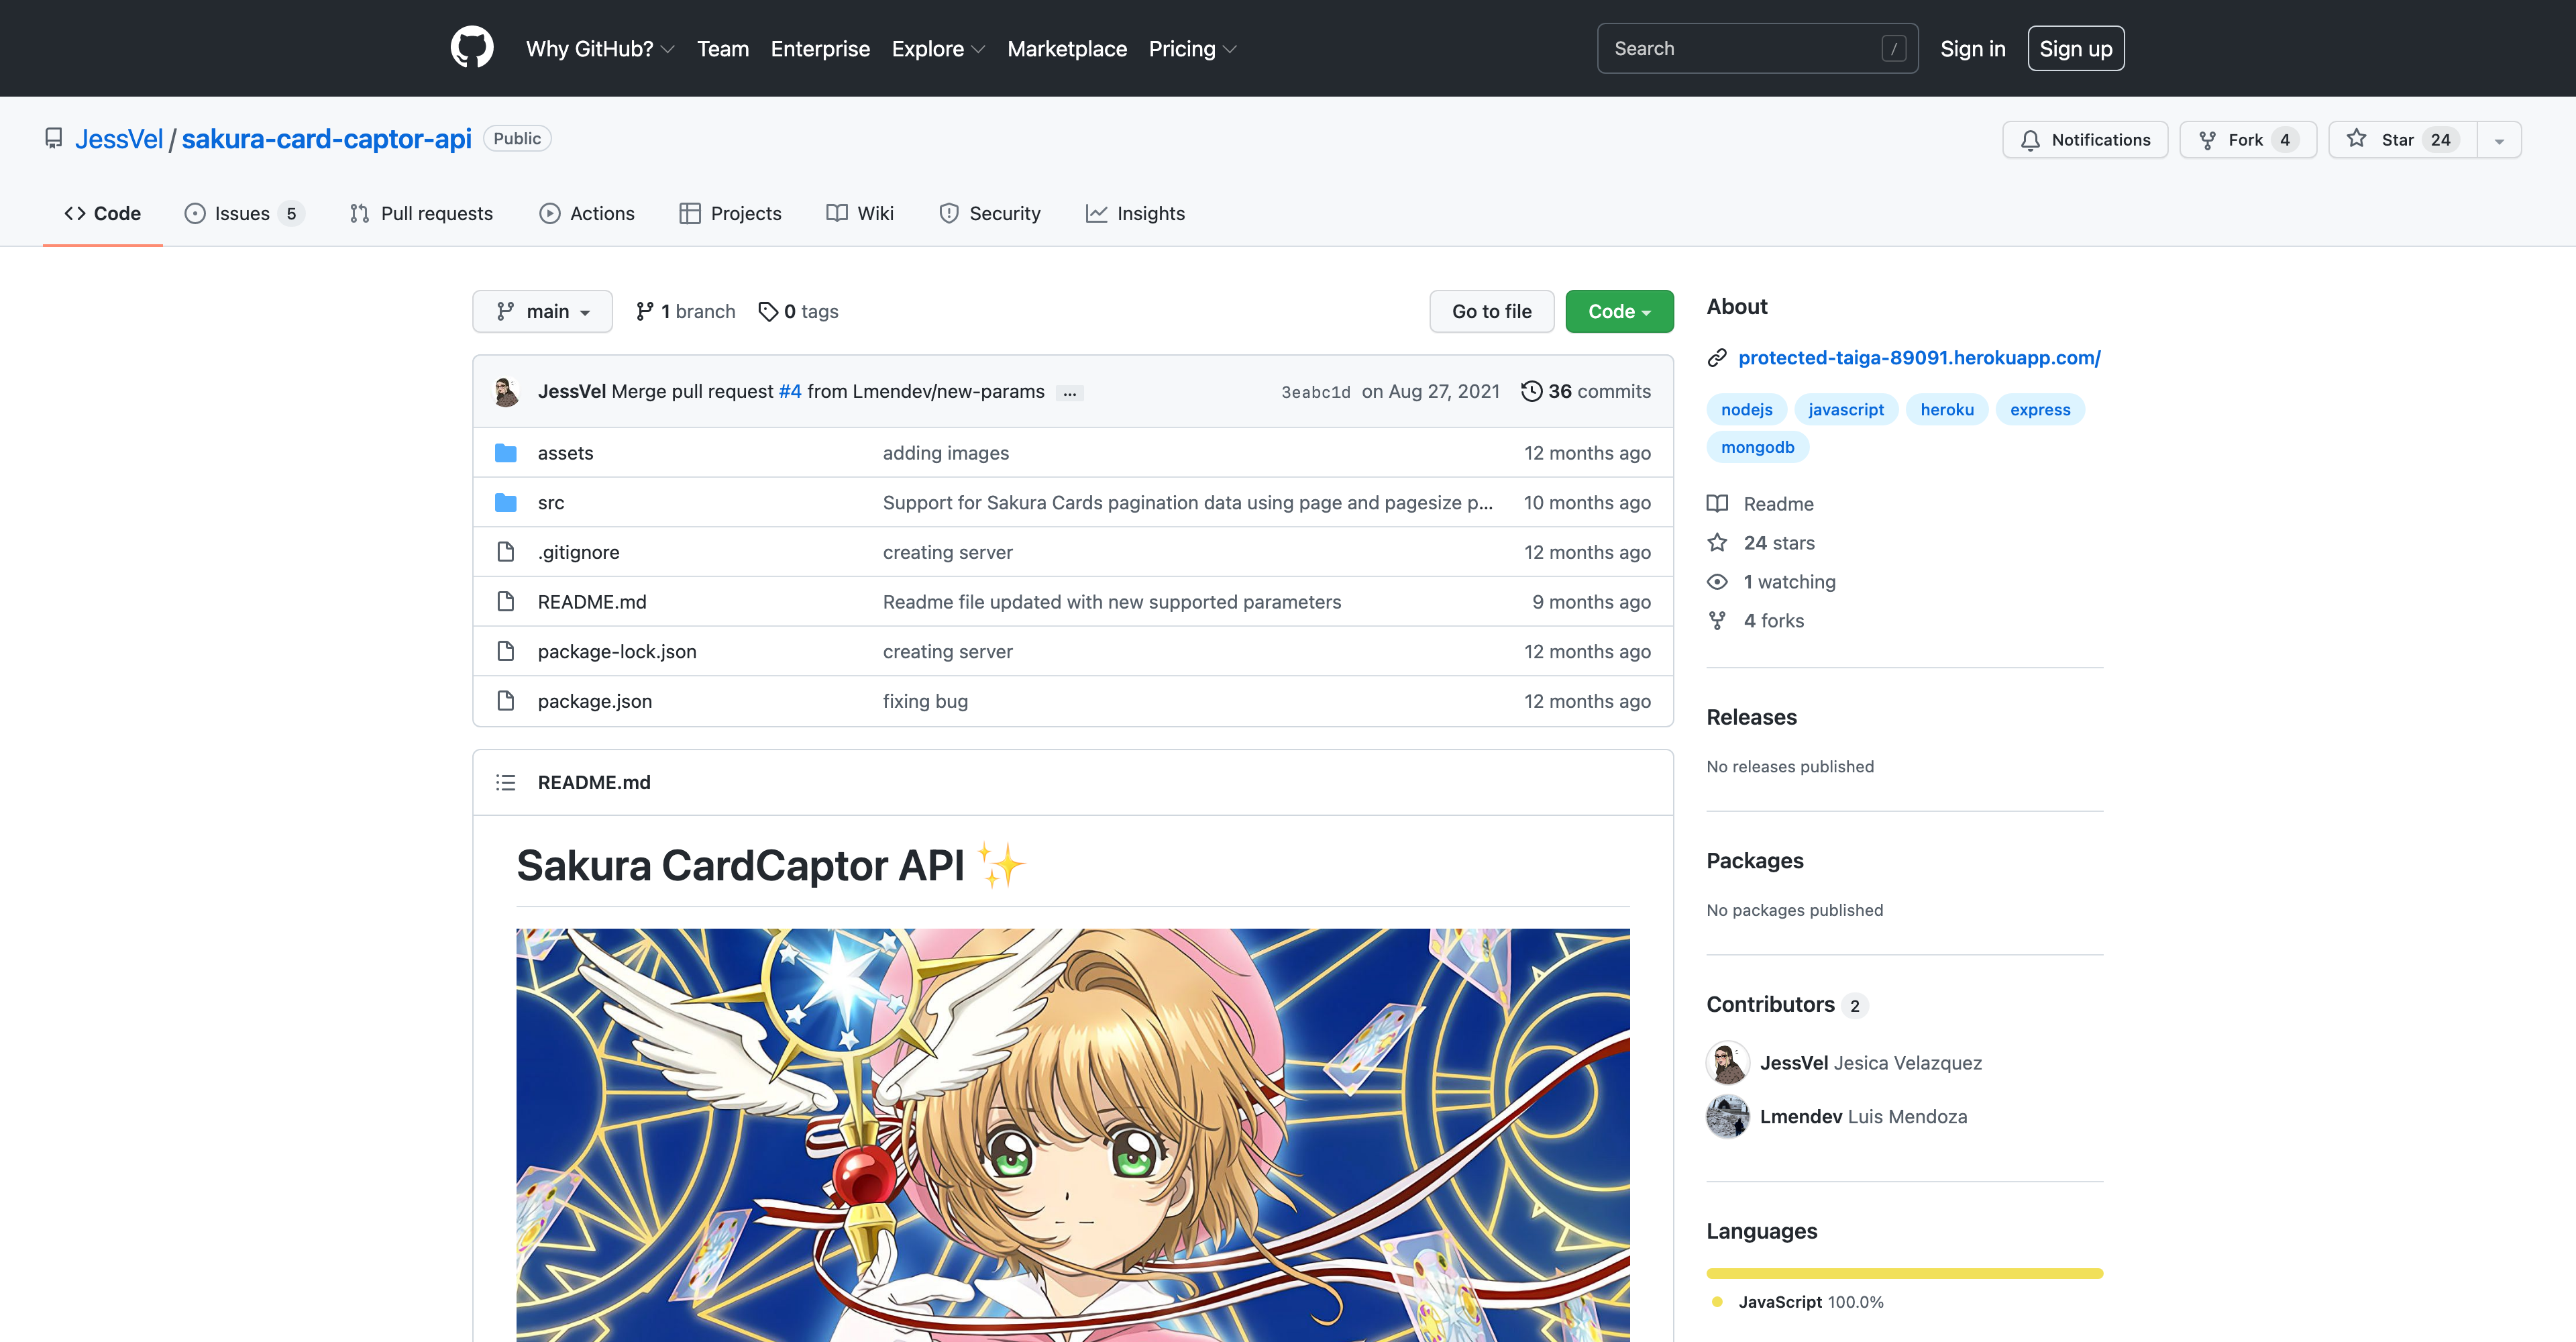 Why GitHub? Team Enterprise Explore Marketplace Pricing Search / Sign in Sign up
JessVel / sakura-card-captor-api Public Notifications Fork 4 Star 24
Code Issues 5 Pull requests Actions Projects Wiki Security Insights
main 1 branch 0 tags Go to file Code
JessVel Merge pull request #4 from Lmendev/new-params ... 3eabc1d on Aug 27, 2021 36 commits
assets adding images 12 months ago
src Support for Sakura Cards pagination data using page and pagesize p... 10 months ago
.gitignore creating server 12 months ago
README.md Readme file updated with new supported parameters 9 months ago
package-lock.json creating server 12 months ago
package.json fixing bug 12 months ago
README.md
Sakura CardCaptor API ✨
About
protected-taiga-89091.herokuapp.com/
nodejs javascript heroku express
mongodb
Readme
24 stars
1 watching
4 forks
Releases
No releases published
Packages
No packages published
Contributors 2
JessVel Jesica Velazquez
Lmendev Luis Mendoza
Languages
JavaScript 100.0%